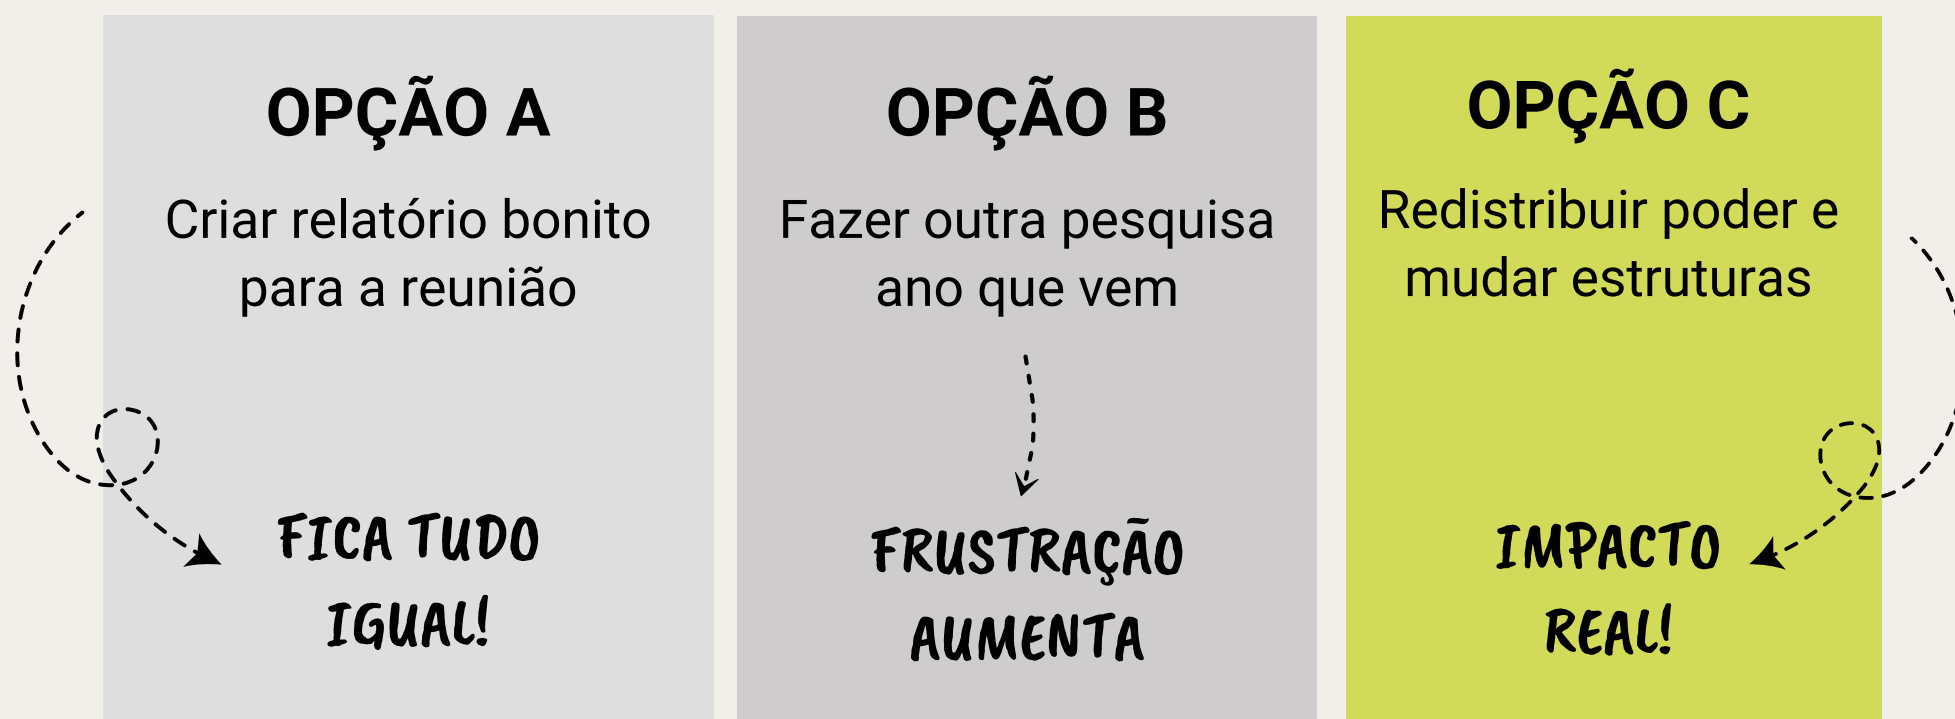 OPÇÃO A
Criar relatório bonito
para a reunião
FICA TUDO
IGUAL!
OPÇÃO B
Fazer outra pesquisa
ano que vem
FRUSTRAÇÃO
AUMENTA
OPÇÃO C
Redistribuir poder e
mudar estruturas
IMPACTO
REAL!